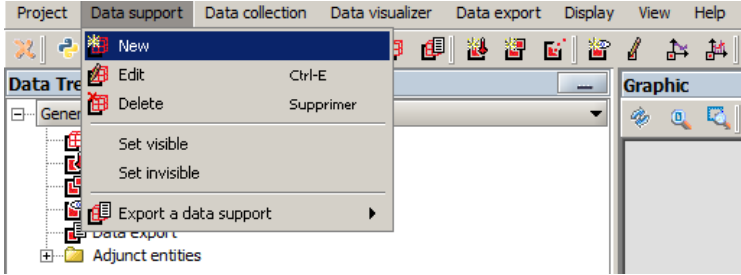 Project Data support Data collection Data visualizer Data export Display View Help
New
Data Tre
Edit Ctrl-E
Graphic
Delete Supprimer
Gener
Set visible
Set invisible
Export a data support
Data export
Adjunct entities